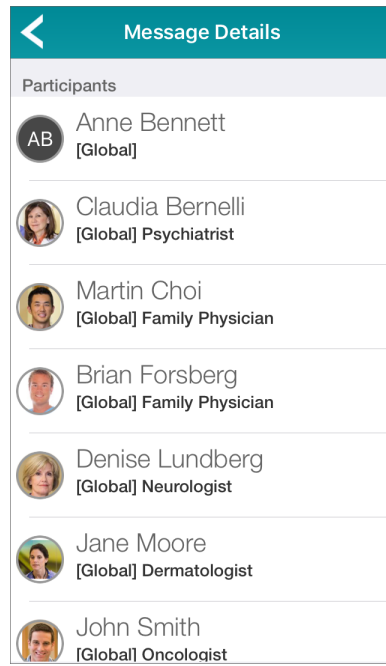 Message Details
Participants
AB
Anne Bennett
[Global]
Claudia Bernelli
[Global] Psychiatrist
Martin Choi
[Global] Family Physician
Brian Forsberg
[Global] Family Physician
Denise Lundberg
[Global] Neurologist
Jane Moore
[Global] Dermatologist
John Smith
[Global] Oncologist